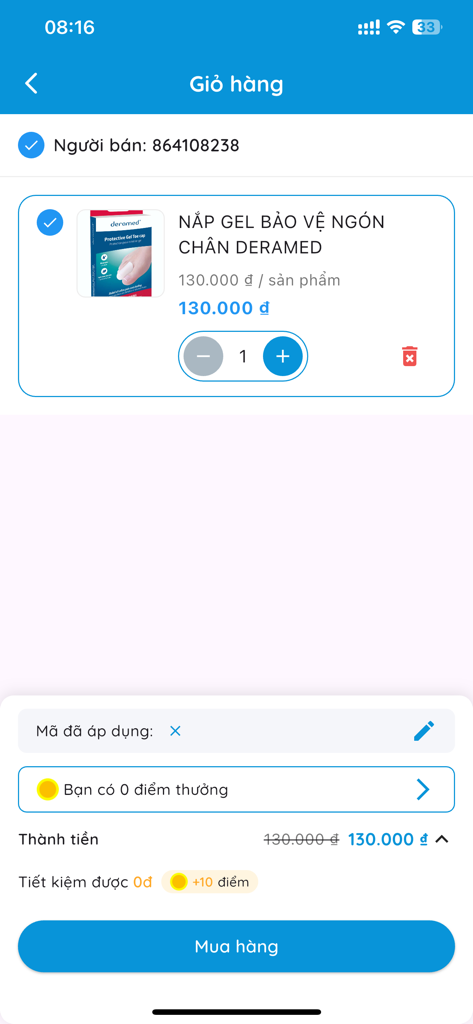 08:16
33
Giỏ hàng
Người bán: 864108238
deramed
Protective Gel Toe cap
NẮP GEL BẢO VỆ NGÓN
CHÂN DERAMED
130.000 ₫ / sản phẩm
130.000 ₫
1
Mã đã áp dụng:
Bạn có 0 điểm thưởng
Thành tiền
130.000 ₫ 130.000 ₫
Tiết kiệm được 0đ +10 điểm
Mua hàng